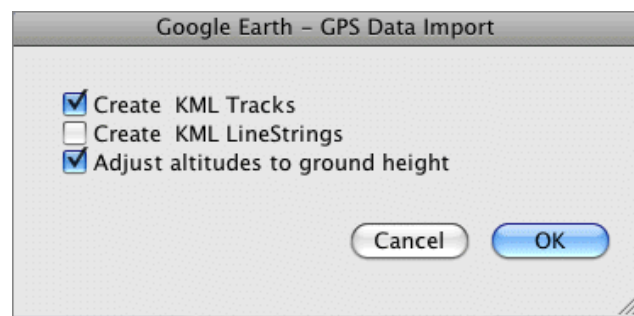 Google Earth – GPS Data Import
Create KML Tracks
Create KML LineStrings
Adjust altitudes to ground height
Cancel OK